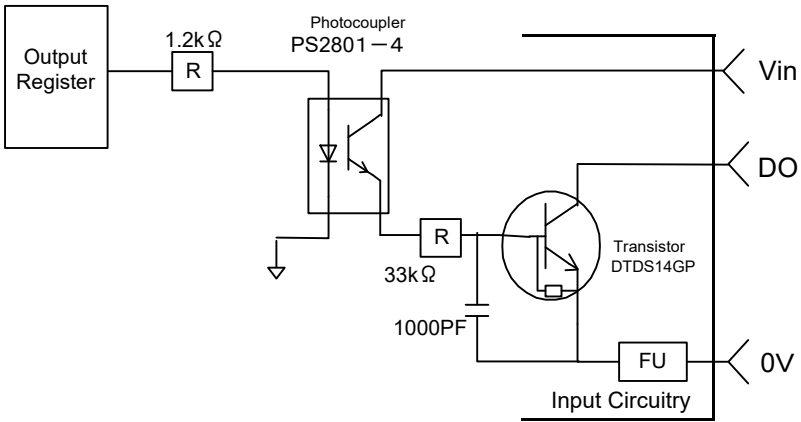 Photocoupler
PS2801－4
1.2kΩ
Output
Register
R
Vin
DO
R
33kΩ
Transistor
DTDS14GP
1000PF
FU
0V
Input Circuitry